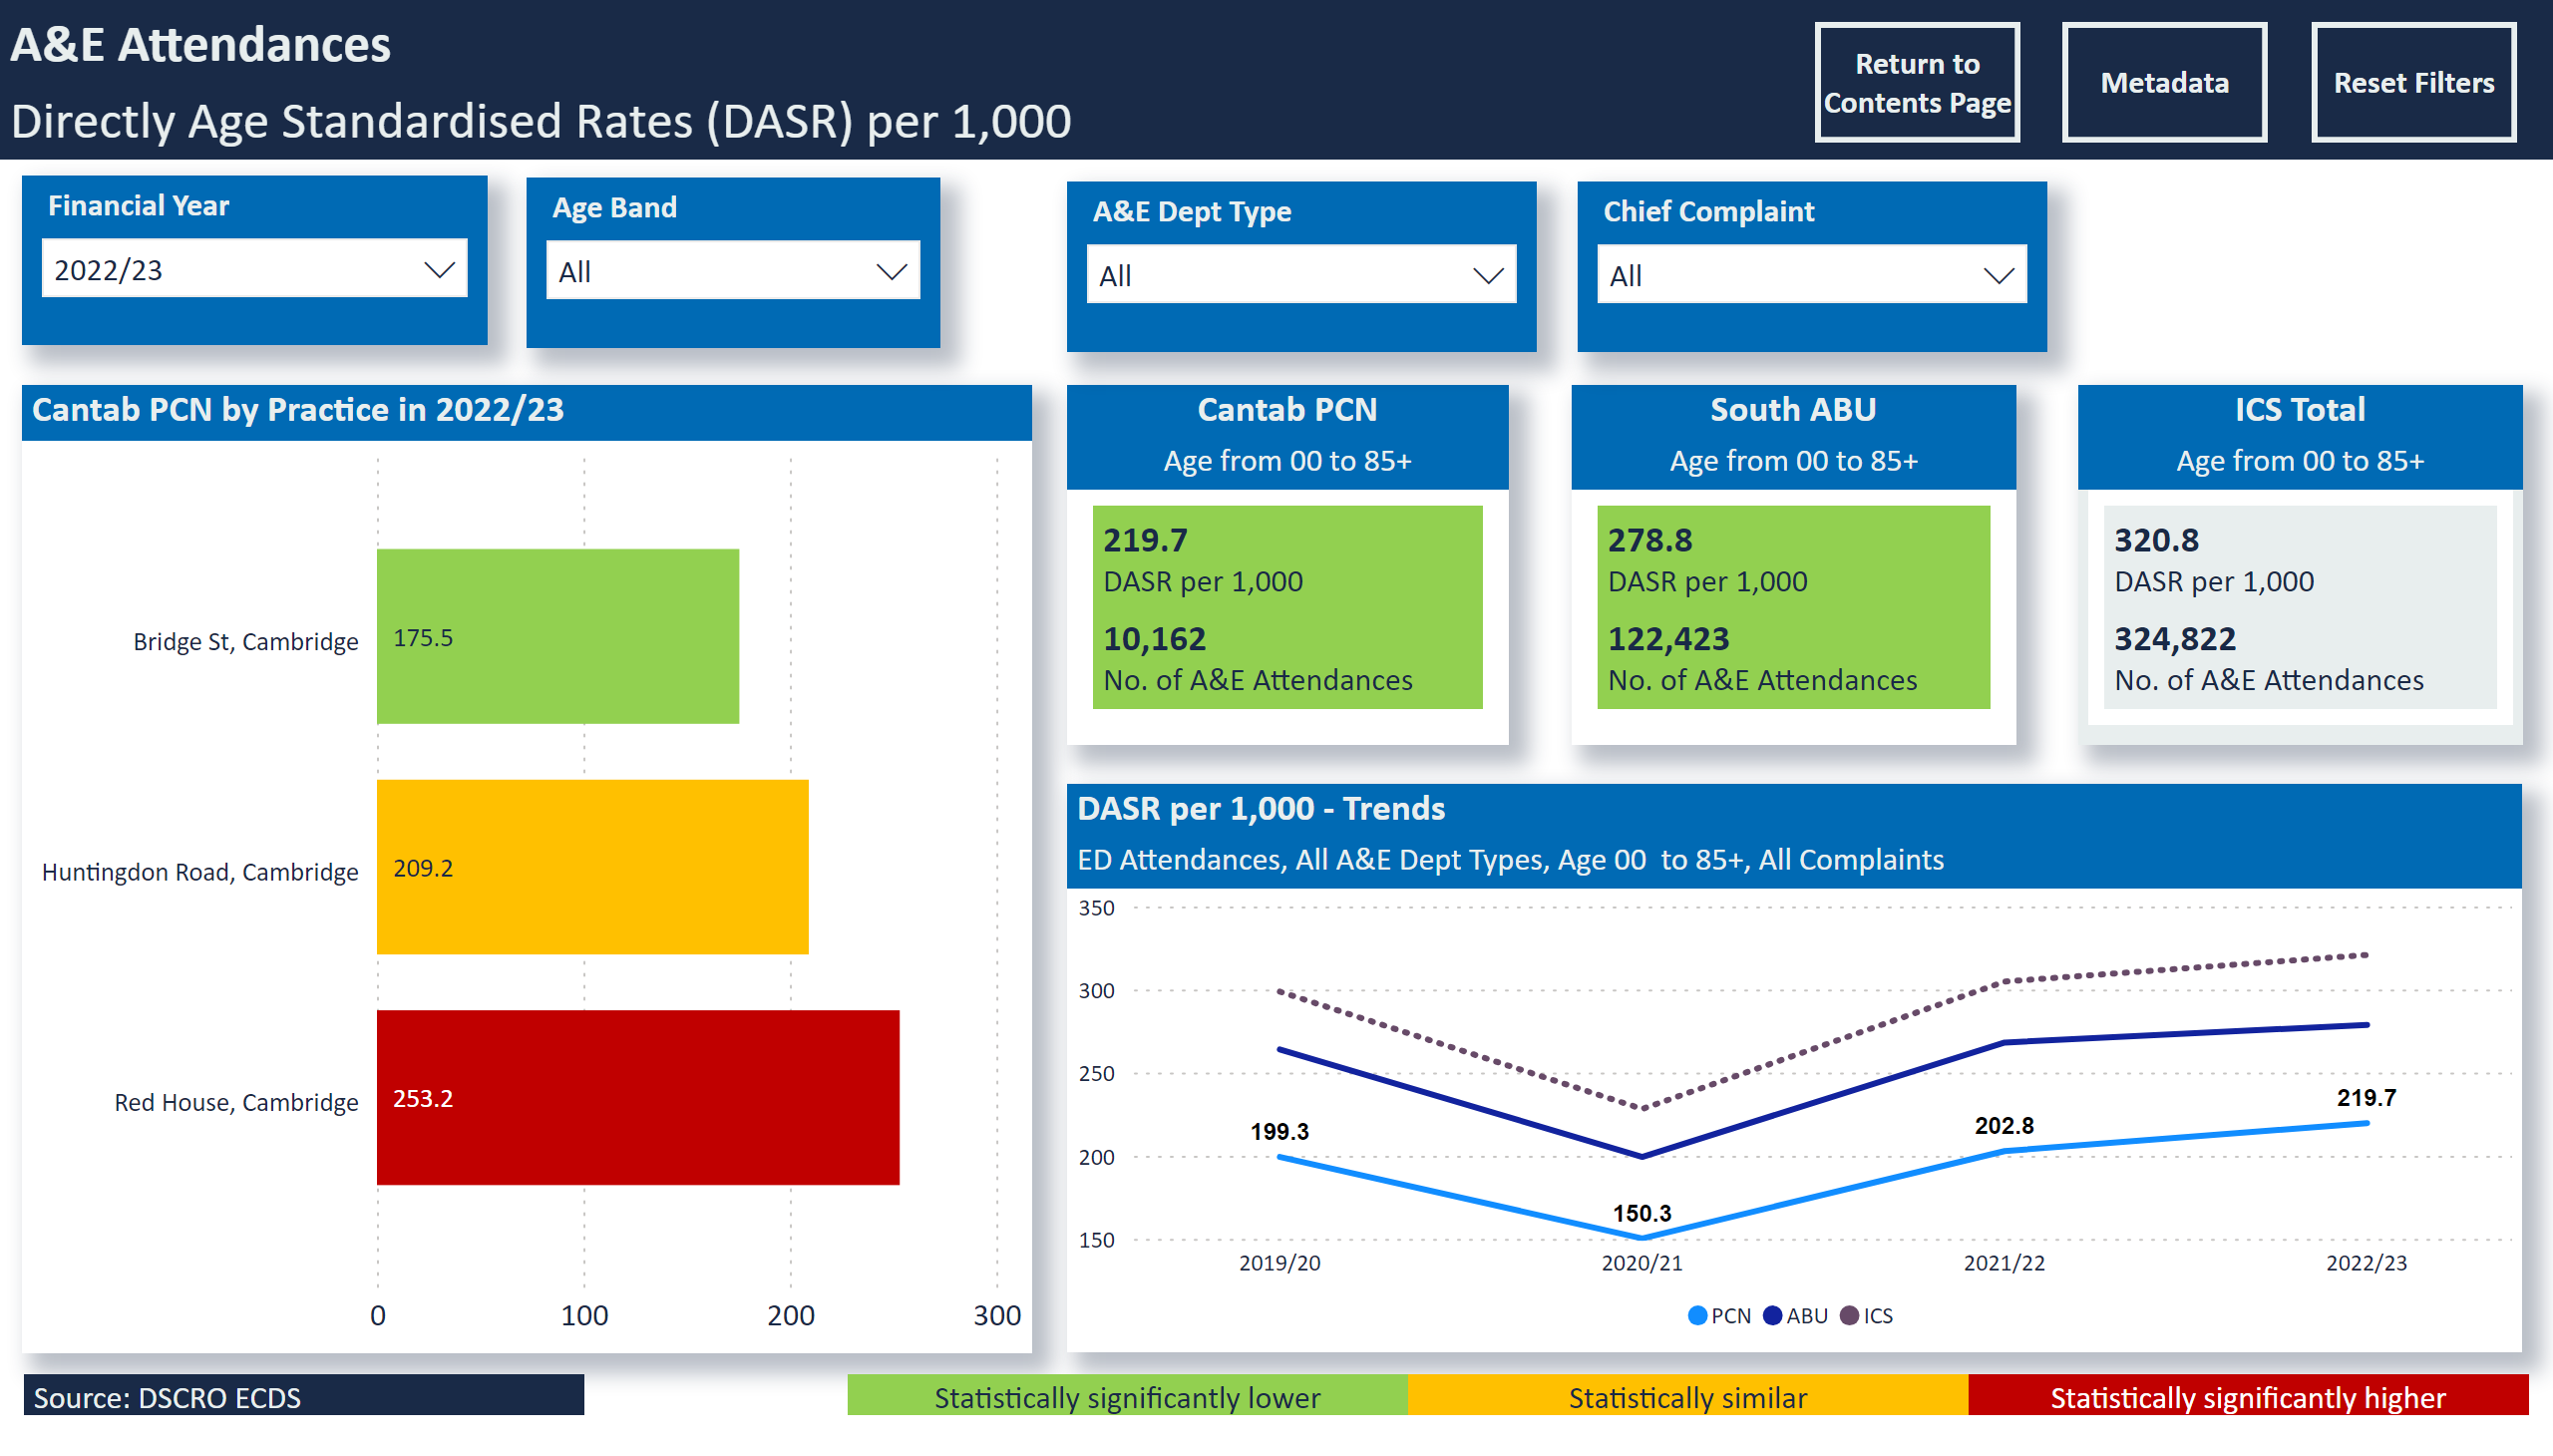 A&E Attendances
Directly Age Standardised Rates (DASR) per 1,000
Return to
Contents Page
Metadata
Reset Filters
Financial Year
2022/23
Age Band
All
A&E Dept Type
All
Chief Complaint
All
Cantab PCN by Practice in 2022/23
Bridge St, Cambridge
175.5
Huntingdon Road, Cambridge
209.2
Red House, Cambridge
253.2
0 100 200 300
Cantab PCN
Age from 00 to 85+
219.7
DASR per 1,000
10,162
No. of A&E Attendances
South ABU
Age from 00 to 85+
278.8
DASR per 1,000
122,423
No. of A&E Attendances
ICS Total
Age from 00 to 85+
320.8
DASR per 1,000
324,822
No. of A&E Attendances
DASR per 1,000 - Trends
ED Attendances, All A&E Dept Types, Age 00  to 85+, All Complaints
350
300
250
200
150
199.3
150.3
202.8
219.7
2019/20 2020/21 2021/22 2022/23
PCN ABU ICS
Source: DSCRO ECDS
Statistically significantly lower
Statistically similar
Statistically significantly higher